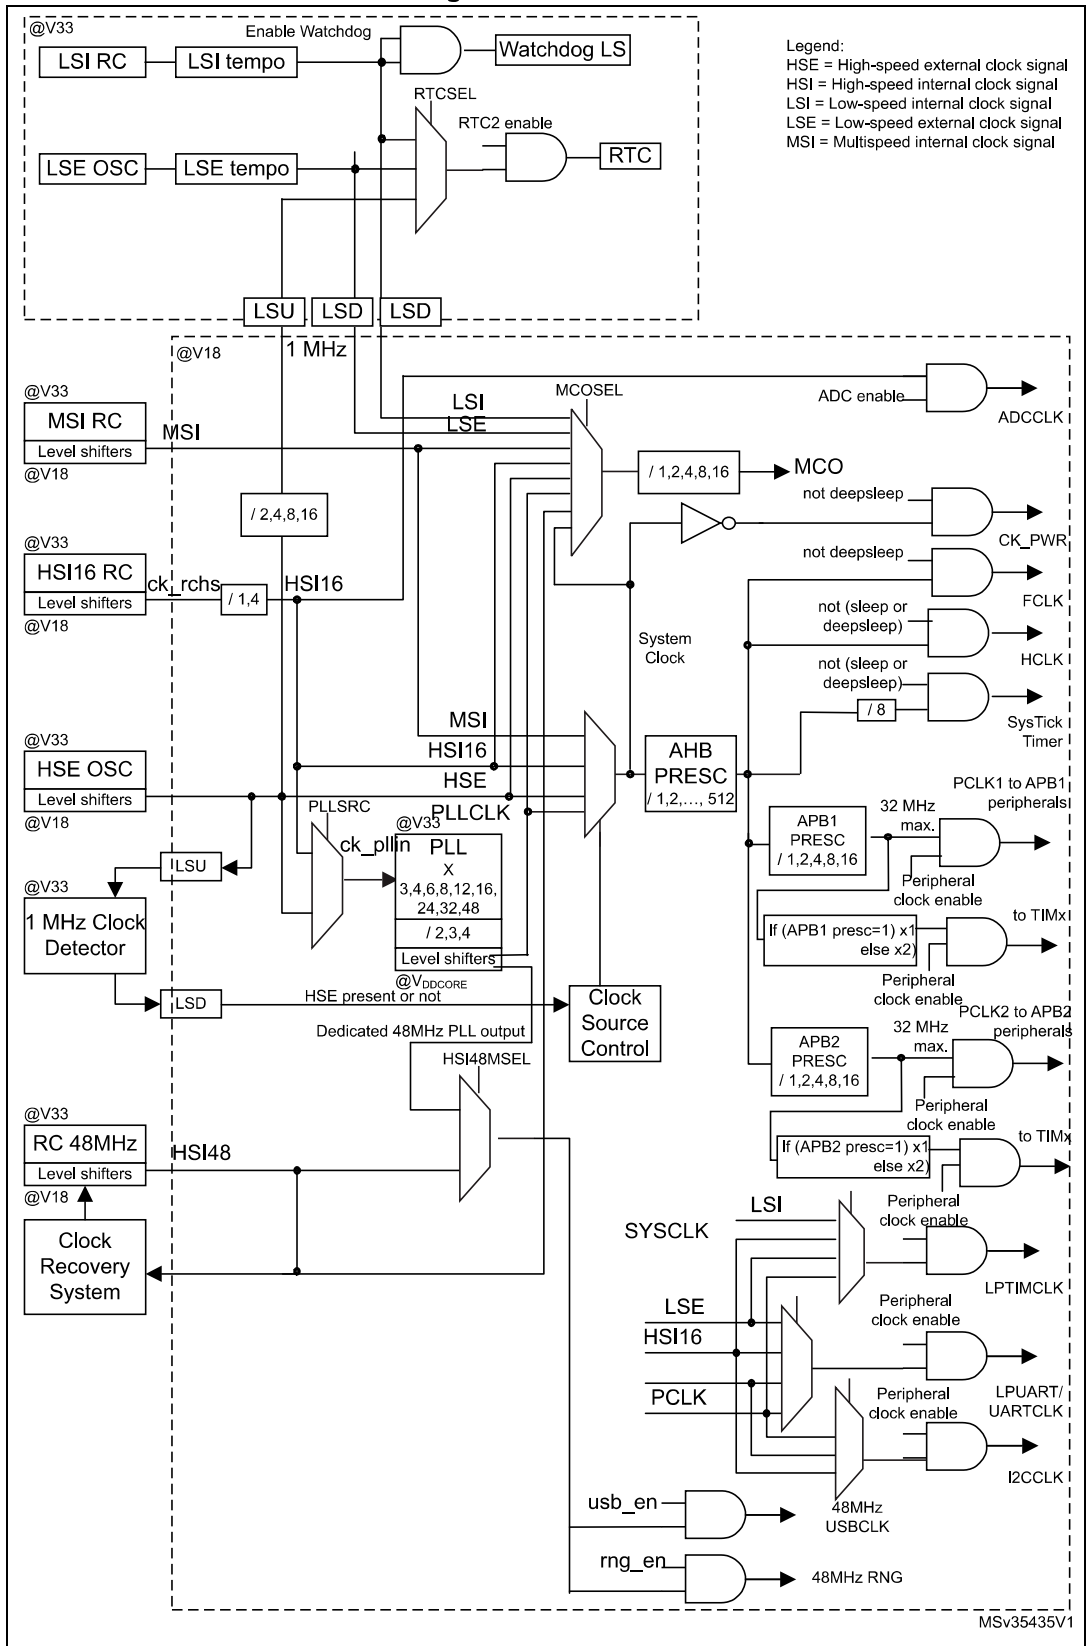 @V33
Enable Watchdog
LSI RC
LSI tempo
Watchdog LS
Legend:
HSE = High-speed external clock signal
HSI = High-speed internal clock signal
LSI = Low-speed internal clock signal
LSE = Low-speed external clock signal
MSI = Multispeed internal clock signal
RTCSEL
RTC2 enable
LSE OSC
LSE tempo
RTC
LSU
LSD
LSD
1 MHz
@V18
@V33
MSI RC
Level shifters
@V18
MSI
LSI
LSE
MCOSEL
ADC enable
ADCCLK
/ 1,2,4,8,16
MCO
/ 2,4,8,16
not deepsleep
CK_PWR
@V33
HSI16 RC
Level shifters
@V18
ck_rchs
/ 1,4
HSI16
not deepsleep
FCLK
System
Clock
not (sleep or
deepsleep)
HCLK
not (sleep or
deepsleep)
/ 8
SysTick
Timer
@V33
HSE OSC
Level shifters
@V18
MSI
HSI16
HSE
PLLCLK
AHB
PRESC
/ 1,2,..., 512
PCLK1 to APB1
peripherals
PLLSRC
ck_pllin
@V33
PLL
X
3,4,6,8,12,16,
24,32,48
/ 2,3,4
Level shifters
@VDDCORE
APB1
PRESC
/ 1,2,4,8,16
32 MHz
max.
Peripheral
clock enable
LSU
@V33
1 MHz Clock
Detector
LSD
HSE present or not
If (APB1 presc=1) x1
else x2)
to TIMx
Peripheral
clock enable
Clock
Source
Control
Dedicated 48MHz PLL output
PCLK2 to APB2
peripherals
APB2
PRESC
/ 1,2,4,8,16
32 MHz
max.
Peripheral
clock enable
HSI48MSEL
@V33
RC 48MHz
Level shifters
@V18
HSI48
If (APB2 presc=1) x1
else x2)
to TIMx
Peripheral
clock enable
Clock
Recovery
System
LSI
SYSCLK
LPTIMCLK
LSE
HSI16
PCLK
Peripheral
clock enable
LPUART/
UARTCLK
Peripheral
clock enable
I2CCLK
usb_en
48MHz
USBCLK
rng_en
48MHz RNG
MSv35435V1